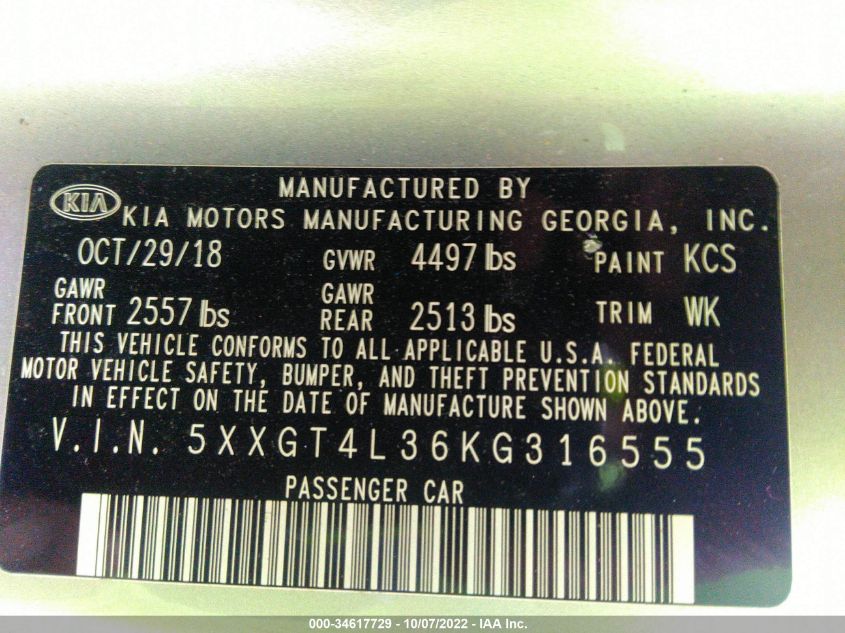 MANUFACTURED BY
KIA KIA MOTORS MANUFACTURING GEORGIA, INC.
OCT/29/18 GVWR 4497 lbs PAINT KCS
GAWR FRONT 2557 lbs GAWR REAR 2513 lbs TRIM WK
THIS VEHICLE CONFORMS TO ALL APPLICABLE U.S.A. FEDERAL
MOTOR VEHICLE SAFETY, BUMPER, AND THEFT PREVENTION STANDARDS
IN EFFECT ON THE DATE OF MANUFACTURE SHOWN ABOVE.
V.I.N. 5XXGT4L36KG316555
PASSENGER CAR
000-34617729 - 10/07/2022 - IAA Inc.